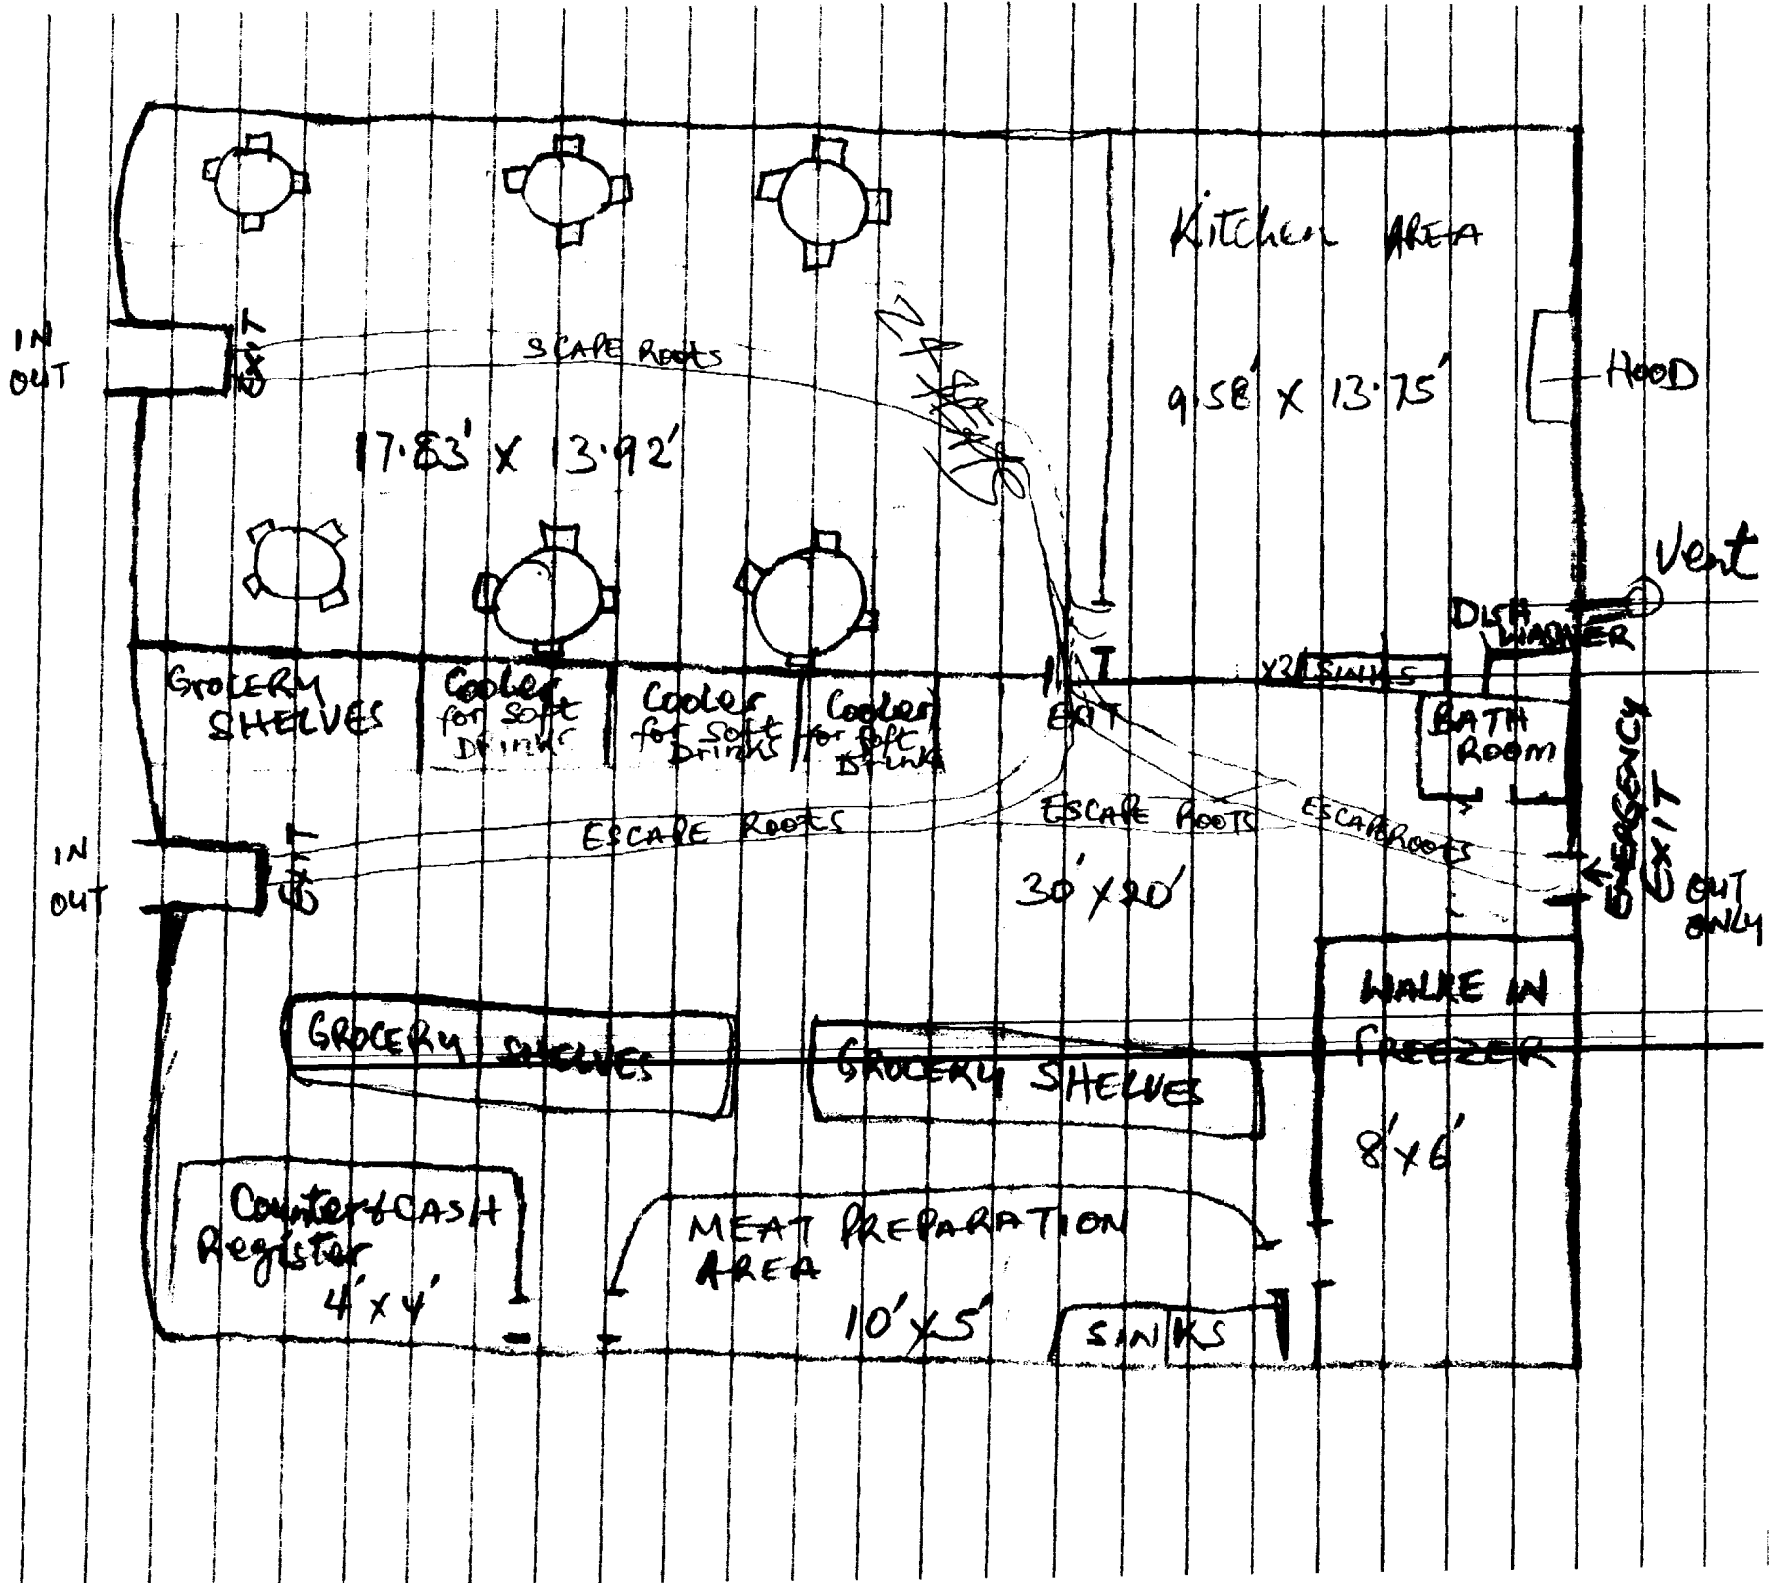 Kitchen AREA
IN
OUT
EXIT
SCAPE ROOTS
9.58' X 13.75'
HOOD
17.83' X 13.92'
Vent
DISH
WASHER
X3 SINKS
GROCERY
SHELVES
Cooler
for Soft
Drinks
Cooler
for Soft
Drinks
Cooler
for Soft
Drinks
EXIT
BATH
ROOM
EMERGENCY
EXIT
OUT
ONLY
IN
OUT
EXIT
ESCAPE ROOTS
ESCAPE ROOTS
ESCAPE ROOTS
30' X 20'
WALKE IN
FREEZER
8' X 6'
GROCERY SHELVES
GROCERY SHELVES
Counter & CASH
Register
4' X 4'
MEAT PREPARATION
AREA
10' X 5'
SINKS